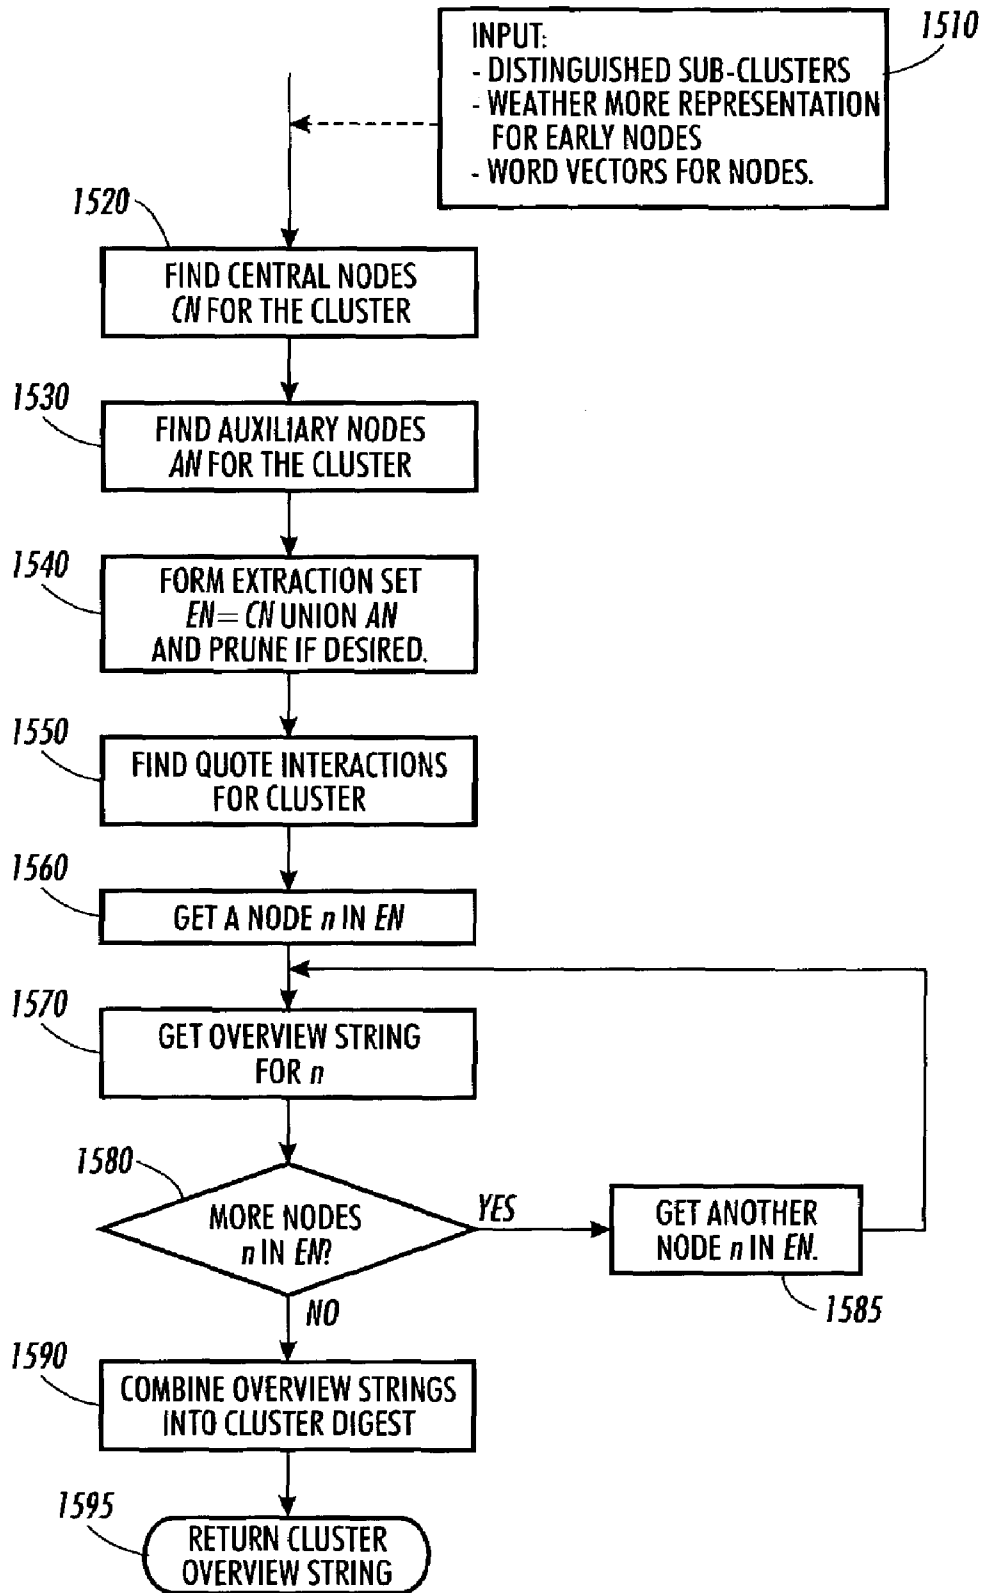 1510
INPUT:
- DISTINGUISHED SUB-CLUSTERS
- WEATHER MORE REPRESENTATION
FOR EARLY NODES
- WORD VECTORS FOR NODES.
1520
FIND CENTRAL NODES
CN FOR THE CLUSTER
1530
FIND AUXILIARY NODES
AN FOR THE CLUSTER
1540
FORM EXTRACTION SET
EN = CN UNION AN
AND PRUNE IF DESIRED.
1550
FIND QUOTE INTERACTIONS
FOR CLUSTER
1560
GET A NODE n IN EN
1570
GET OVERVIEW STRING
FOR n
1580
MORE NODES
n IN EN?
YES
GET ANOTHER
NODE n IN EN.
1585
NO
1590
COMBINE OVERVIEW STRINGS
INTO CLUSTER DIGEST
1595
RETURN CLUSTER
OVERVIEW STRING